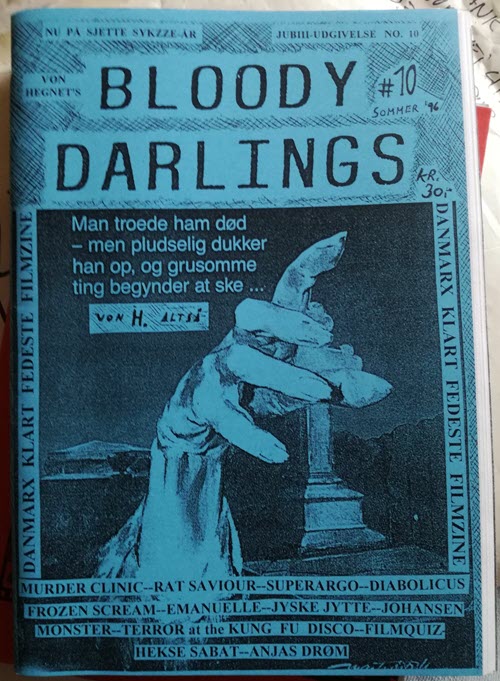 NU PÅ SJETTE SYKZZE-ÅR
JUBIII-UDGIVELSE NO. 10
VON
HEGNET'S
BLOODY
#10
SOMMER '96
DARLINGS
KR.
30,-
Man troede ham død
– men pludselig dukker
han op, og grusomme
ting begynder at ske ...
VON H. ALTSÅ
DANMARX KLART FEDESTE FILMZINE
DANMARX KLART FEDESTE FILMZINE
MURDER CLINIC--RAT SAVIOUR--SUPERARGO--DIABOLICUS
FROZEN SCREAM--EMANUELLE--JYSKE JYTTE--JOHANSEN
MONSTER--TERROR at the KUNG FU DISCO--FILMQUIZ-
HEKSE SABAT--ANJAS DRØM